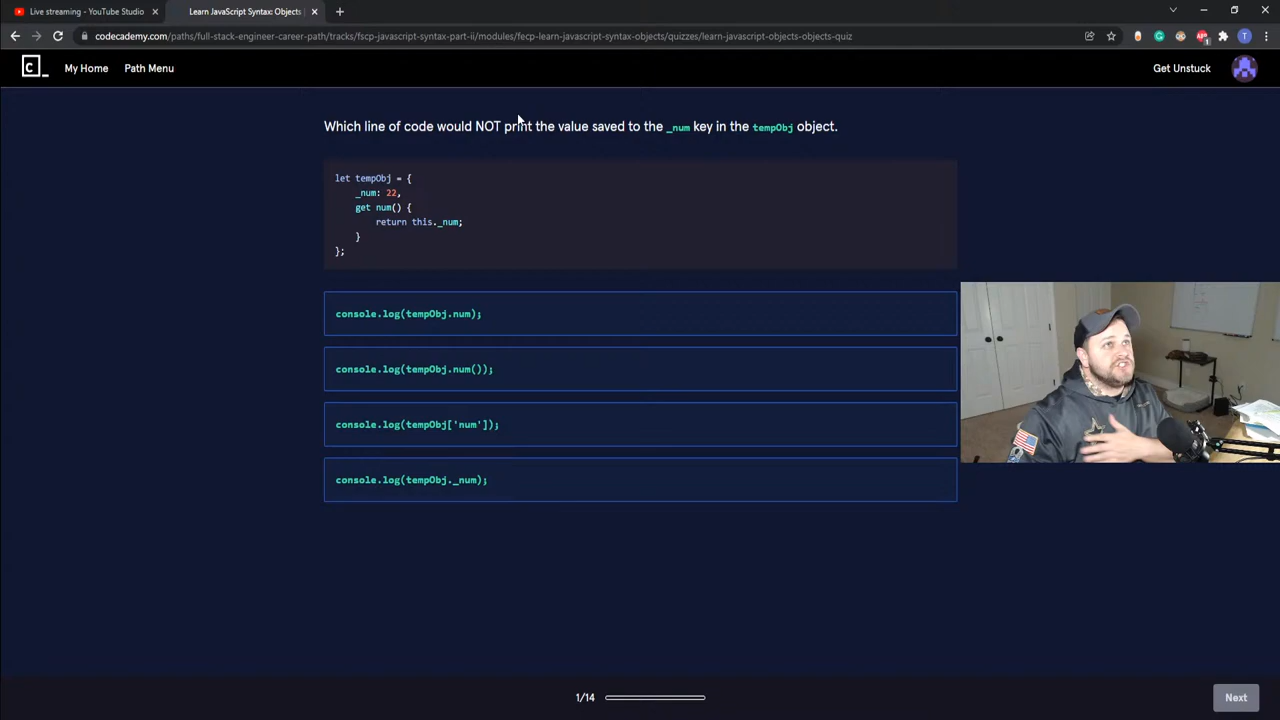 Live streaming - YouTube Studio
Learn JavaScript Syntax: Objects |
codecademy.com/paths/full-stack-engineer-career-path/tracks/fscp-javascript-syntax-part-ii/modules/fecp-learn-javascript-syntax-objects/quizzes/learn-javascript-objects-objects-quiz
ABP
1
T
C_
My Home
Path Menu
Get Unstuck
Which line of code would NOT print the value saved to the _num key in the tempObj object.
let tempObj = {
_num: 22,
get num() {
return this._num;
}
};
console.log(tempObj.num);
console.log(tempObj.num());
console.log(tempObj['num']);
console.log(tempObj._num);
1/14
Next